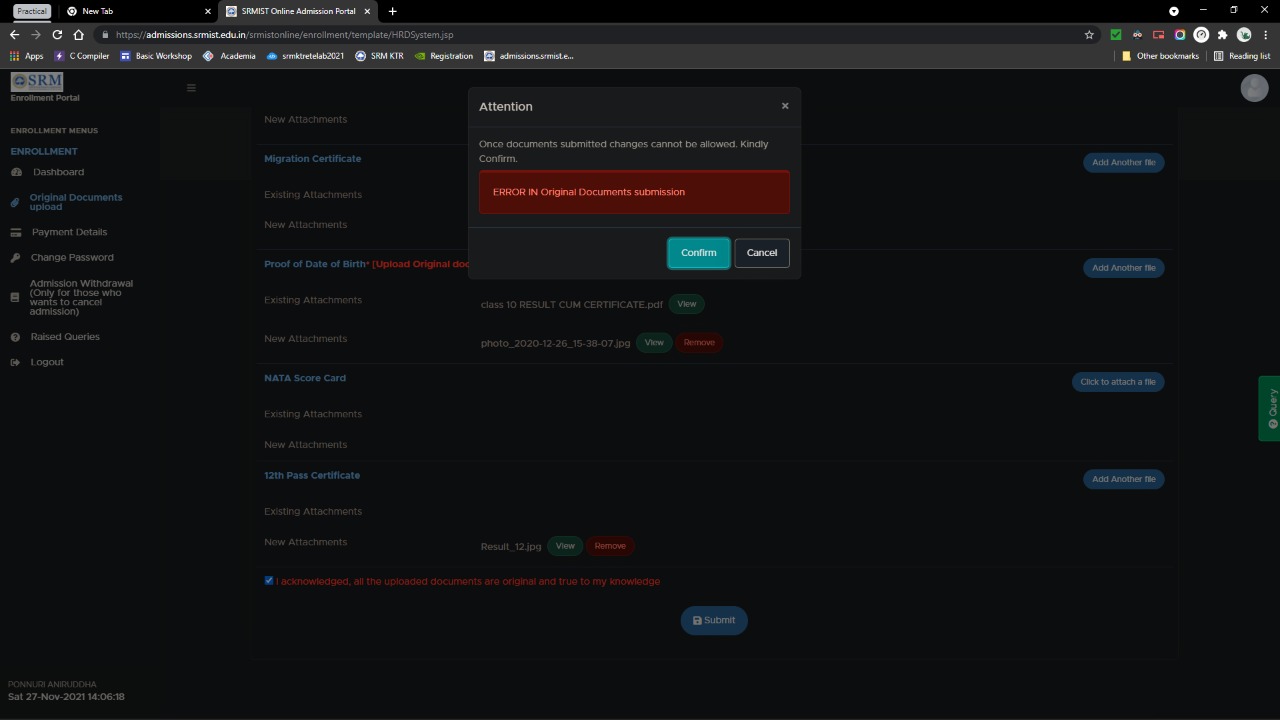 Practical
New Tab
SRMIST Online Admission Portal
https://admissions.srmist.edu.in/srmistonline/enrollment/template/HRDSystem.jsp
Apps
C Compiler
Basic Workshop
Academia
srmktretelab2021
SRM KTR
Registration
admissions.srmist.e...
Other bookmarks
Reading list
SRM
Enrollment Portal
ENROLLMENT MENUS
ENROLLMENT
Dashboard
Original Documents
upload
Payment Details
Change Password
Admission Withdrawal
(Only for those who
wants to cancel
admission)
Raised Queries
Logout
PONNURI ANIRUDDHA
Sat 27-Nov-2021 14:06:18
Attention
Once documents submitted changes cannot be allowed. Kindly
Confirm.
ERROR IN Original Documents submission
Confirm
Cancel
New Attachments
Migration Certificate
Add Another file
Existing Attachments
New Attachments
Proof of Date of Birth* [Upload Original doc
Add Another file
Existing Attachments
class 10 RESULT CUM CERTIFICATE.pdf
View
New Attachments
photo_2020-12-26_15-38-07.jpg
View
Remove
NATA Score Card
Click to attach a file
Existing Attachments
New Attachments
12th Pass Certificate
Add Another file
Existing Attachments
New Attachments
Result_12.jpg
View
Remove
I acknowledged, all the uploaded documents are original and true to my knowledge
Submit
Query